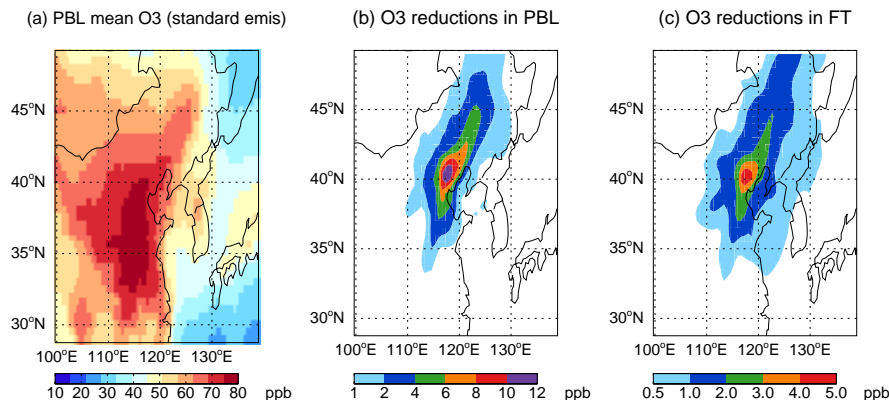 (a) PBL mean O3 (standard emis)
(b) O3 reductions in PBL
(c) O3 reductions in FT
45°N
40°N
35°N
30°N
100°E 110°E 120°E 130°E
10 20 30 40 50 60 70 80 ppb
45°N
40°N
35°N
30°N
100°E 110°E 120°E 130°E
1 2 4 6 8 10 12 ppb
45°N
40°N
35°N
30°N
100°E 110°E 120°E 130°E
0.5 1.0 2.0 3.0 4.0 5.0 ppb